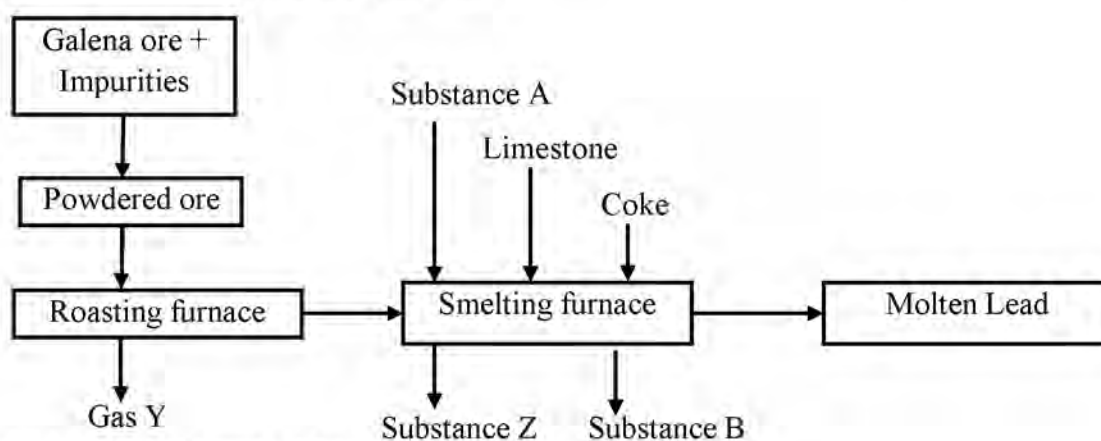 Galena ore +
Impurities
Substance A
Limestone
Powdered ore
Coke
Roasting furnace
Smelting furnace
Molten Lead
Gas Y
Substance Z
Substance B